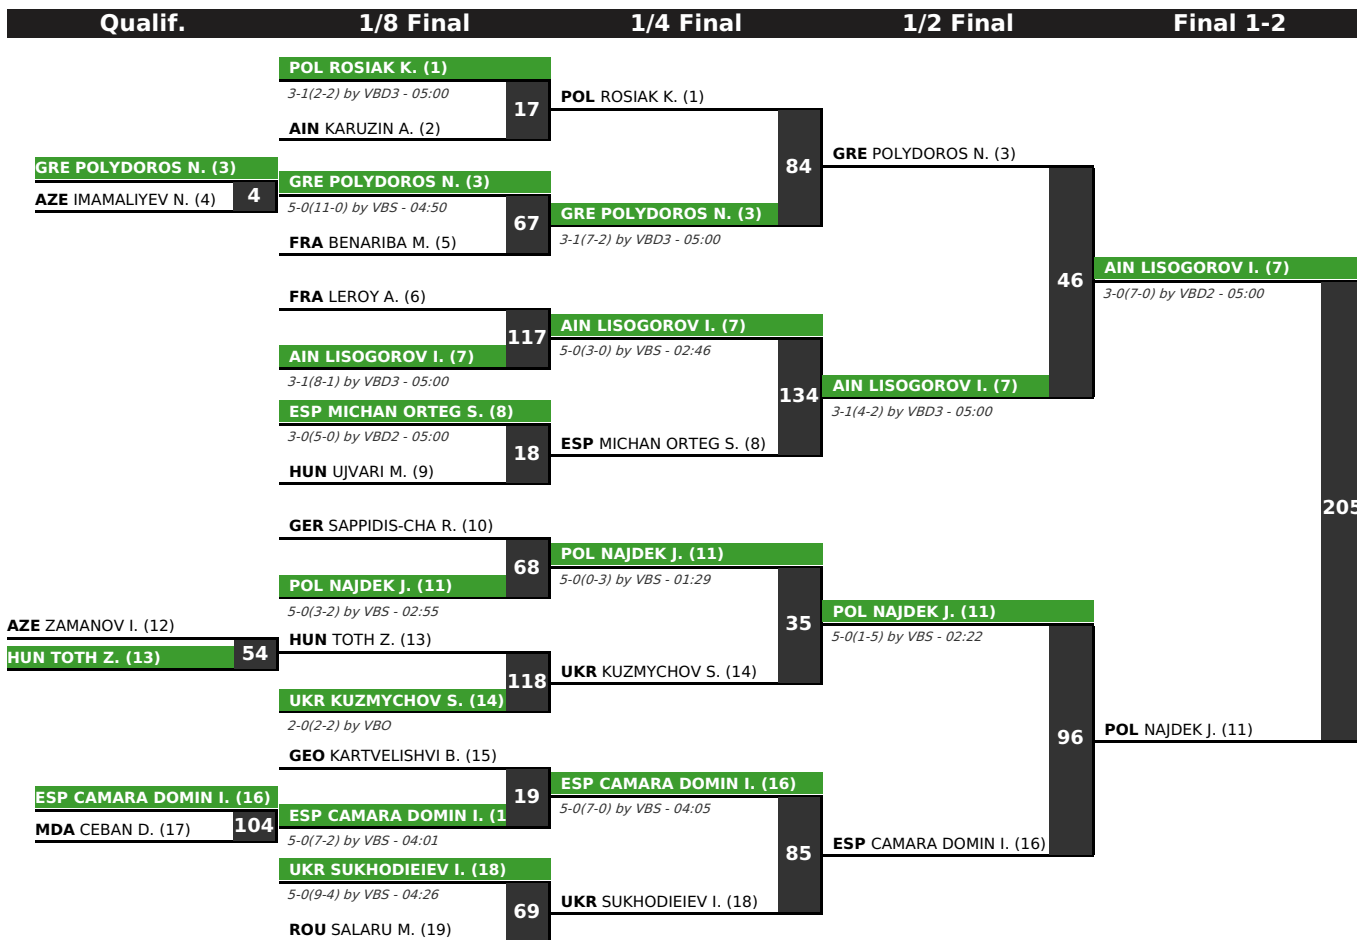 Qualif.
1/8 Final
1/4 Final
1/2 Final
Final 1-2
GRE POLYDOROS N. (3)
AZE IMAMALIYEV N. (4)
4
AZE ZAMANOV I. (12)
HUN TOTH Z. (13)
54
ESP CAMARA DOMIN I. (16)
MDA CEBAN D. (17)
104
POL ROSIAK K. (1)
3-1(2-2) by VBD3 - 05:00
17
AIN KARUZIN A. (2)
GRE POLYDOROS N. (3)
5-0(11-0) by VBS - 04:50
67
FRA BENARIBA M. (5)
FRA LEROY A. (6)
117
AIN LISOGOROV I. (7)
3-1(8-1) by VBD3 - 05:00
ESP MICHAN ORTEG S. (8)
3-0(5-0) by VBD2 - 05:00
18
HUN UJVARI M. (9)
GER SAPPIDIS-CHA R. (10)
68
POL NAJDEK J. (11)
5-0(3-2) by VBS - 02:55
HUN TOTH Z. (13)
118
UKR KUZMYCHOV S. (14)
2-0(2-2) by VBO
GEO KARTVELISHVI B. (15)
19
ESP CAMARA DOMIN I. (1
5-0(7-2) by VBS - 04:01
UKR SUKHODIEIEV I. (18)
5-0(9-4) by VBS - 04:26
69
ROU SALARU M. (19)
POL ROSIAK K. (1)
84
GRE POLYDOROS N. (3)
3-1(7-2) by VBD3 - 05:00
AIN LISOGOROV I. (7)
5-0(3-0) by VBS - 02:46
134
ESP MICHAN ORTEG S. (8)
POL NAJDEK J. (11)
5-0(0-3) by VBS - 01:29
35
UKR KUZMYCHOV S. (14)
ESP CAMARA DOMIN I. (16)
5-0(7-0) by VBS - 04:05
85
UKR SUKHODIEIEV I. (18)
GRE POLYDOROS N. (3)
46
AIN LISOGOROV I. (7)
3-1(4-2) by VBD3 - 05:00
POL NAJDEK J. (11)
5-0(1-5) by VBS - 02:22
96
ESP CAMARA DOMIN I. (16)
AIN LISOGOROV I. (7)
3-0(7-0) by VBD2 - 05:00
205
POL NAJDEK J. (11)